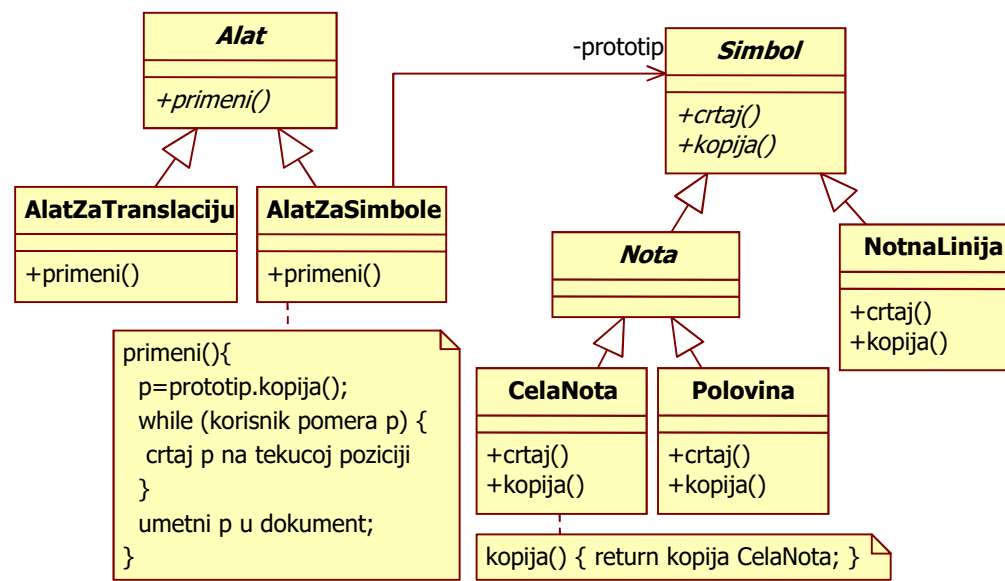 Alat
+primeni()
AlatZaTranslaciju
+primeni()
AlatZaSimbole
+primeni()
primeni(){
p=prototip.kopija();
while (korisnik pomera p) {
crtaj p na tekucoj poziciji
}
umetni p u dokument;
}
-prototip
Simbol
+crtaj()
+kopija()
Nota
NotnaLinija
+crtaj()
+kopija()
CelaNota
+crtaj()
+kopija()
Polovina
+crtaj()
+kopija()
kopija() { return kopija CelaNota; }